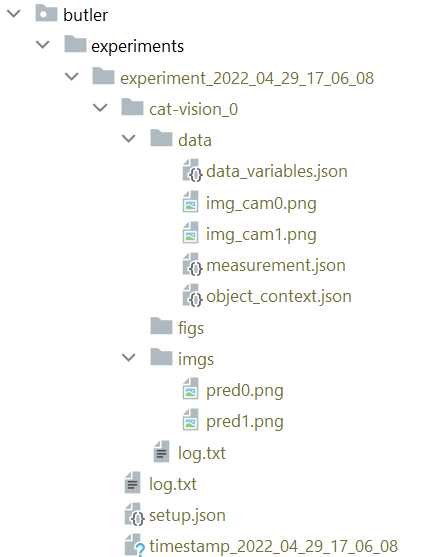 butler
experiments
experiment_2022_04_29_17_06_08
cat-vision_0
data
data_variables.json
img_cam0.png
img_cam1.png
measurement.json
object_context.json
figs
imgs
pred0.png
pred1.png
log.txt
log.txt
setup.json
timestamp_2022_04_29_17_06_08